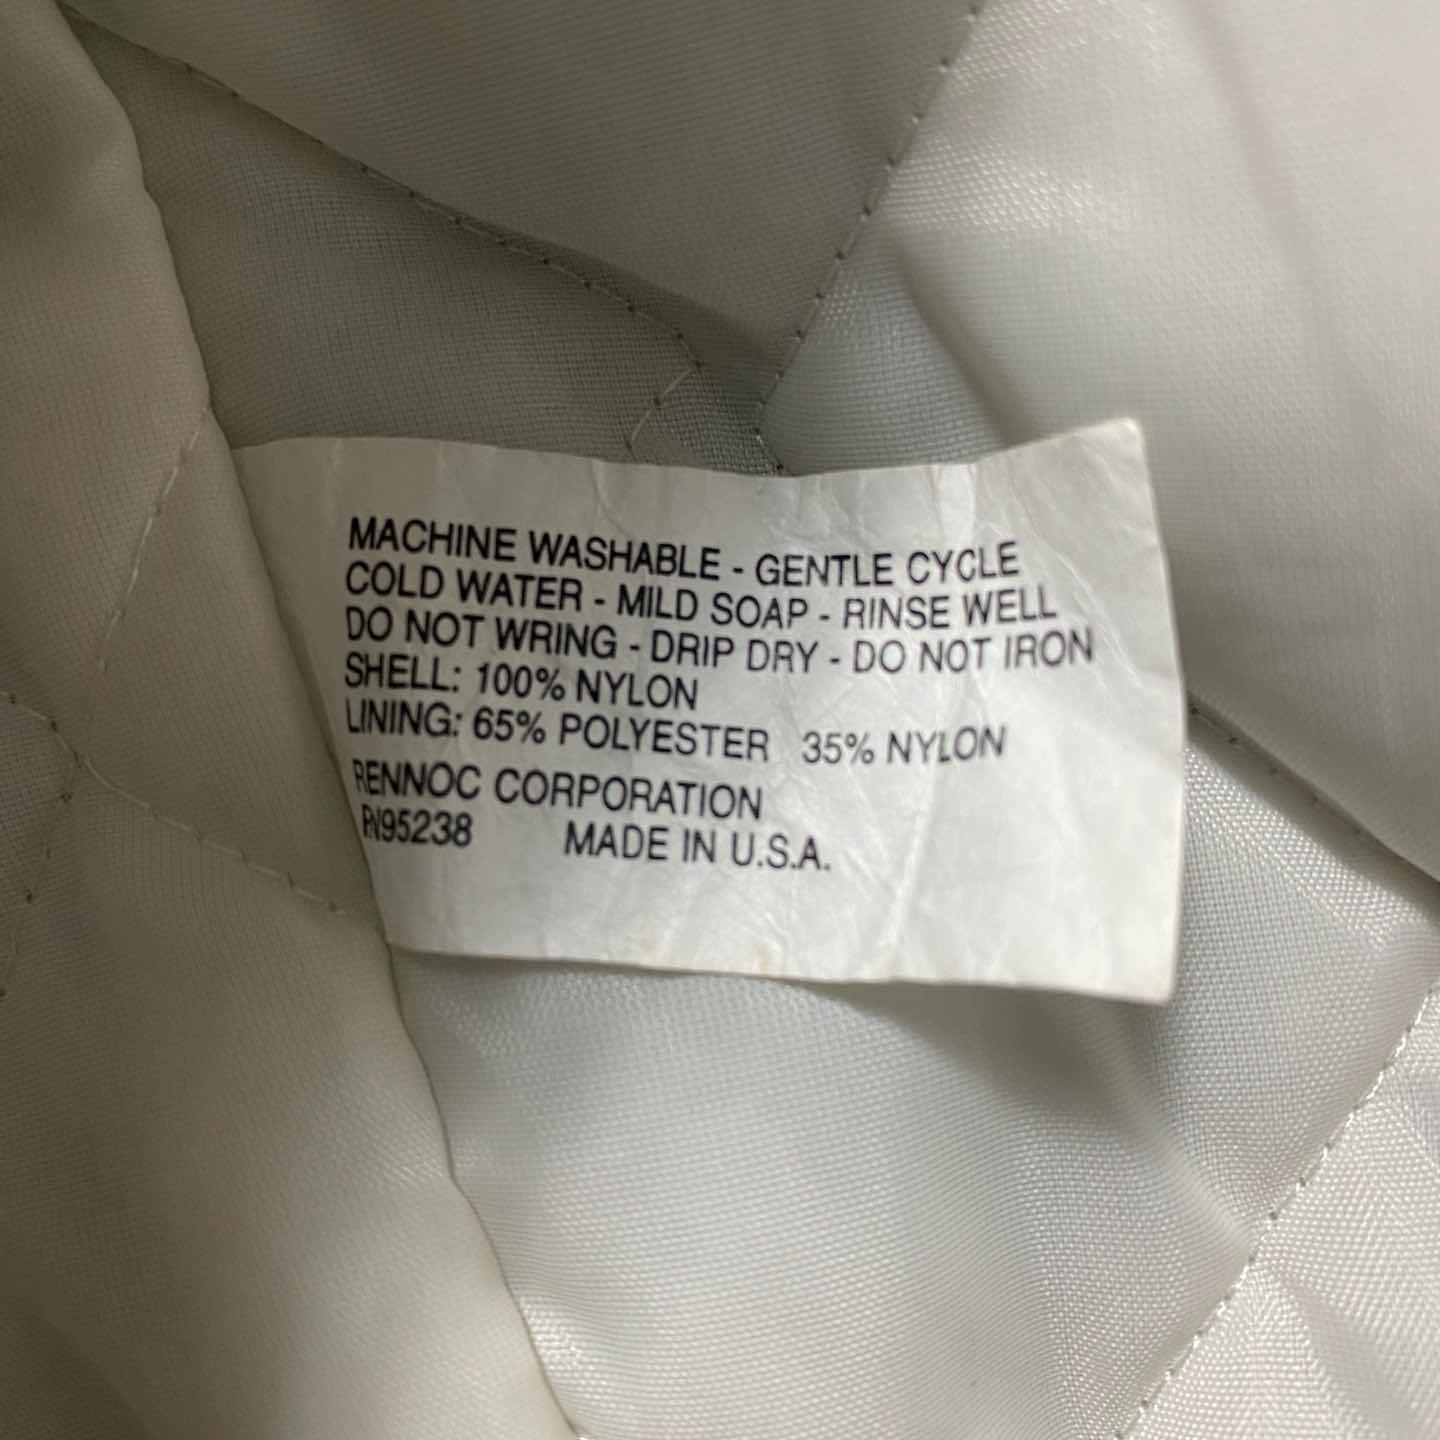 MACHINE WASHABLE - GENTLE CYCLE
COLD WATER - MILD SOAP - RINSE WELL
DO NOT WRING - DRIP DRY - DO NOT IRON
SHELL: 100% NYLON
LINING: 65% POLYESTER 35% NYLON
RENNOC CORPORATION
RN95238 MADE IN U.S.A.